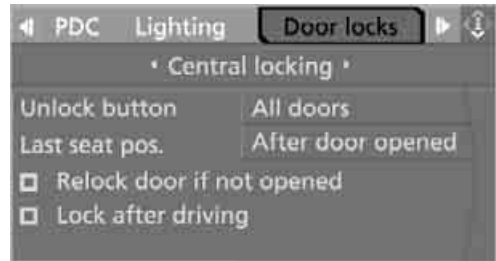 PDC Lighting Door locks
Central locking
Unlock button All doors
Last seat pos. After door opened
Relock door if not opened
Lock after driving